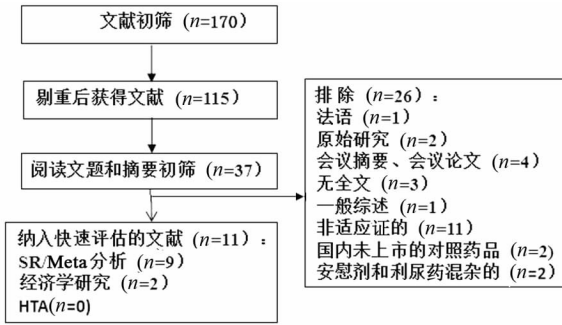 文献初筛 (n=170)
剔重后获得文献 (n=115)
阅读文题和摘要初筛 (n=37)
排除 (n=26)：
法语 (n=1)
原始研究 (n=2)
会议摘要、会议论文 (n=4)
无全文 (n=3)
一般综述 (n=1)
非适应证的 (n=11)
国内未上市的对照药品 (n=2)
安慰剂和利尿药混杂的 (n=2)
纳入快速评估的文献 (n=11)：
SR/Meta分析 (n=9)
经济学研究 (n=2)
HTA(n=0)